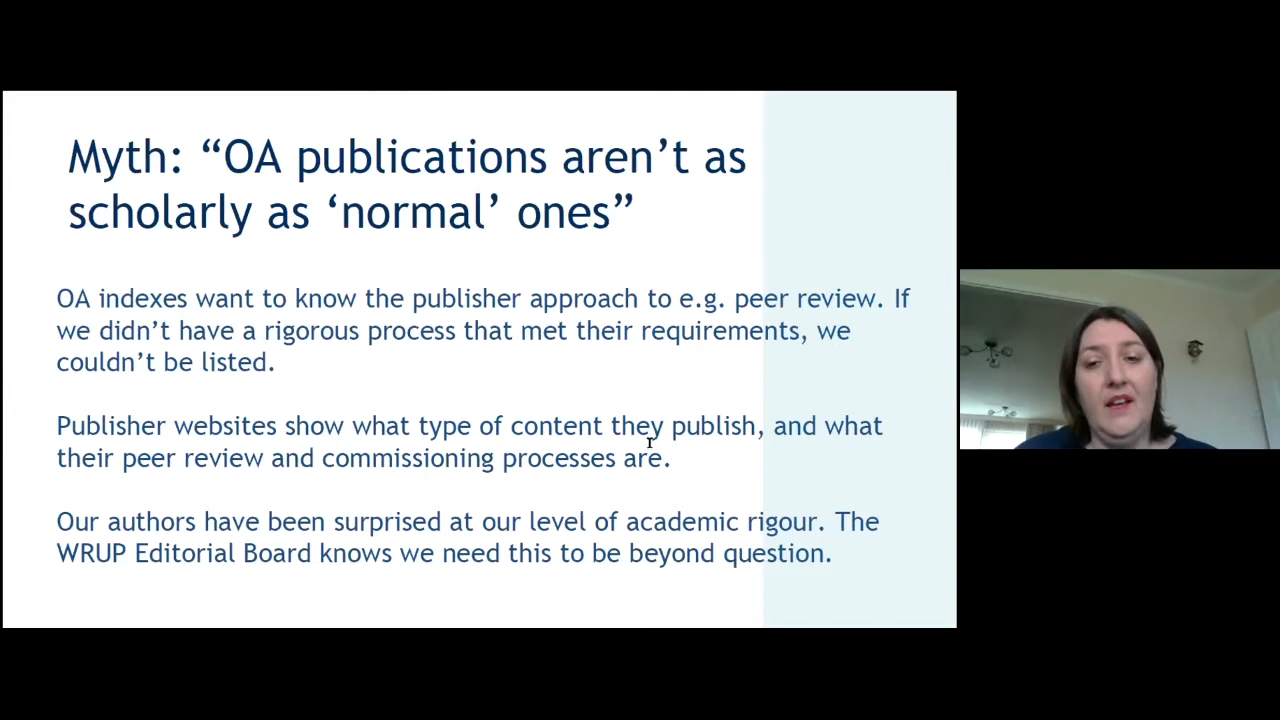 Myth: “OA publications aren’t as
scholarly as ‘normal’ ones”
OA indexes want to know the publisher approach to e.g. peer review. If
we didn’t have a rigorous process that met their requirements, we
couldn’t be listed.
Publisher websites show what type of content they publish, and what
their peer review and commissioning processes are.
Our authors have been surprised at our level of academic rigour. The
WRUP Editorial Board knows we need this to be beyond question.